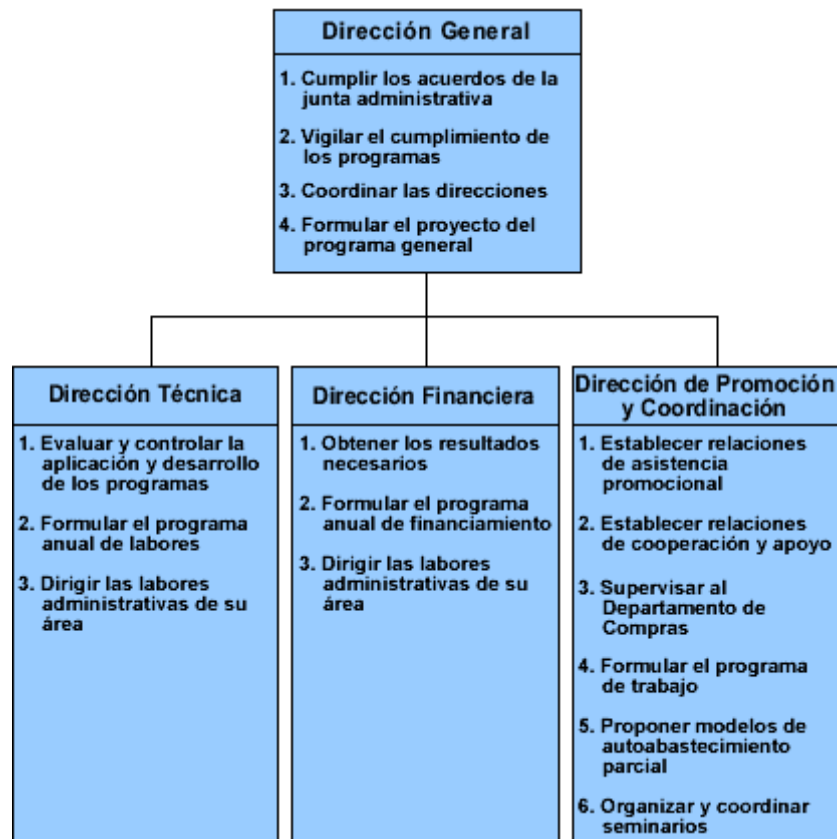 Dirección General
1. Cumplir los acuerdos de la
junta administrativa
2. Vigilar el cumplimiento de
los programas
3. Coordinar las direcciones
4. Formular el proyecto del
programa general
Dirección Técnica
1. Evaluar y controlar la
aplicación y desarrollo
de los programas
2. Formular el programa
anual de labores
3. Dirigir las labores
administrativas de su
área
Dirección Financiera
1. Obtener los resultados
necesarios
2. Formular el programa
anual de financiamiento
3. Dirigir las labores
administrativas de su
área
Dirección de Promoción
y Coordinación
1. Establecer relaciones
de asistencia
promocional
2. Establecer relaciones
de cooperación y apoyo
3. Supervisar al
Departamento de
Compras
4. Formular el programa
de trabajo
5. Proponer modelos de
autoabastecimiento
parcial
6. Organizar y coordinar
seminarios